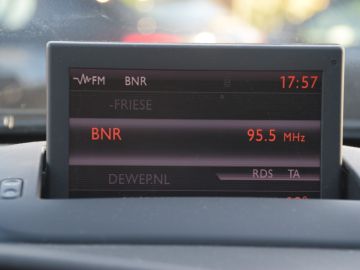 FM BNR 17:57
-FRIESE
BNR 95.5 MHz
RDS TA
DEWEP.NL